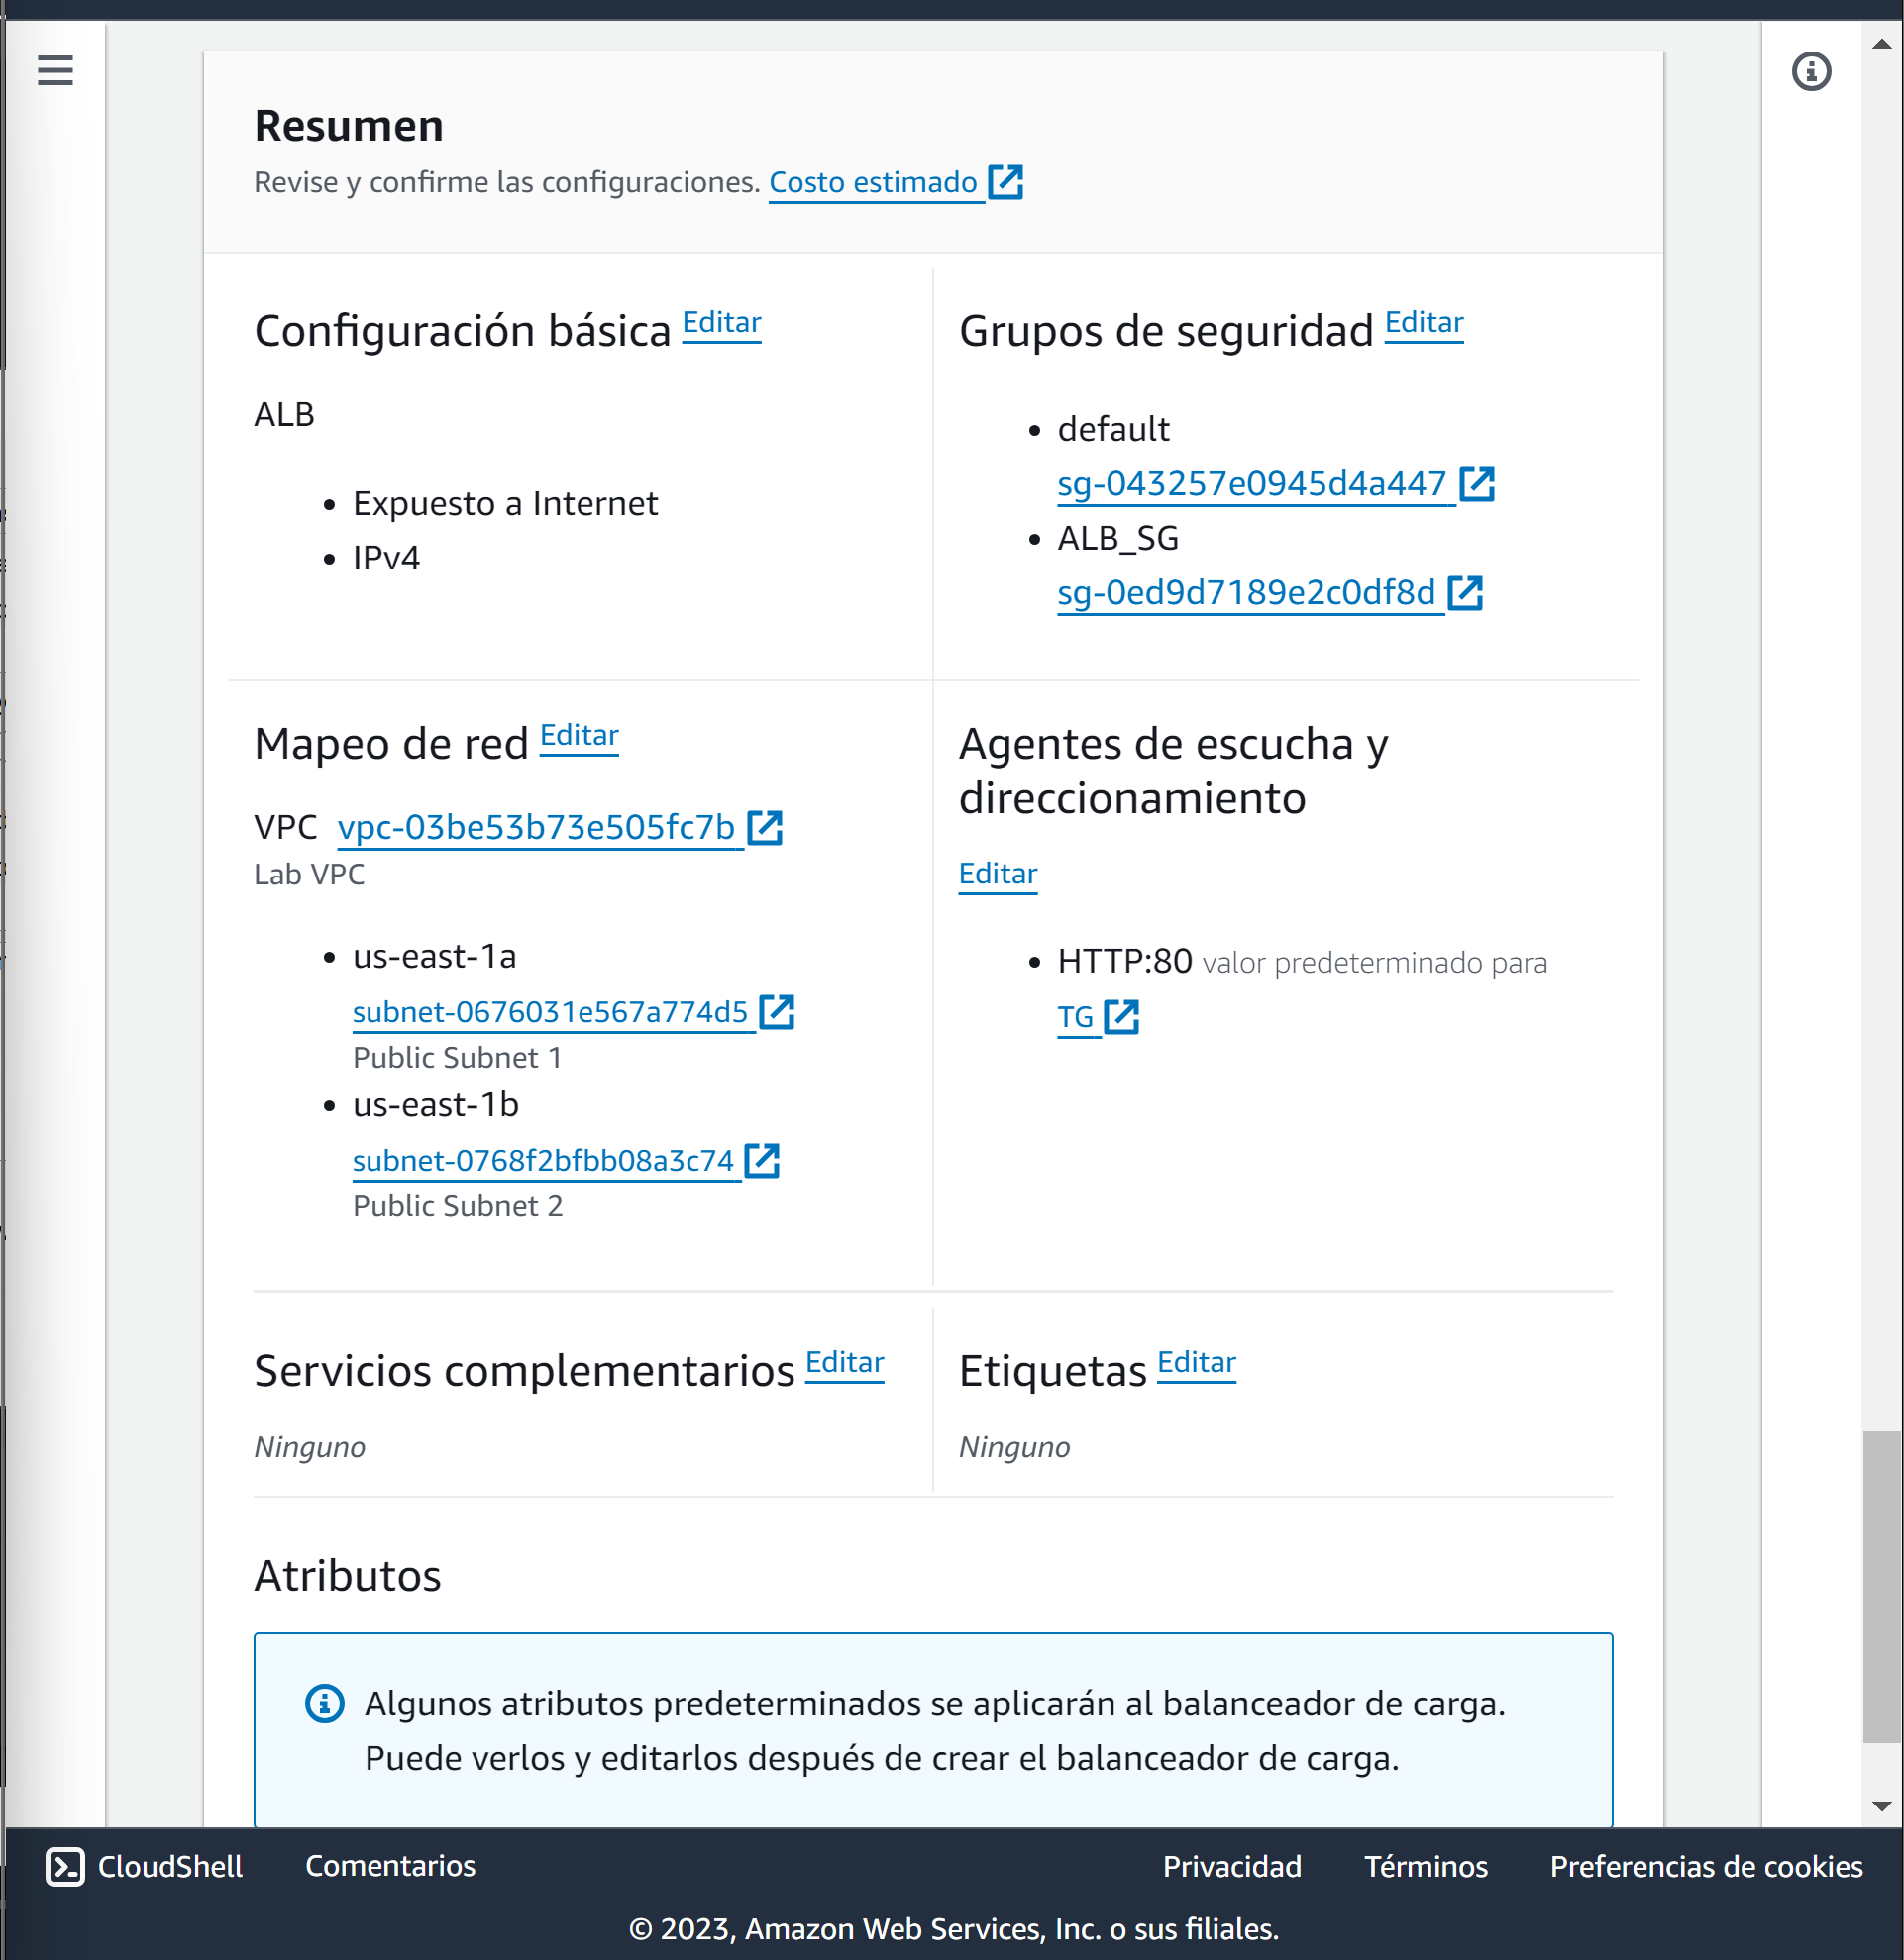 Resumen
Revise y confirme las configuraciones. Costo estimado
Configuración básica Editar
ALB
Expuesto a Internet
IPv4
Grupos de seguridad Editar
default
sg-043257e0945d4a447
ALB_SG
sg-0ed9d7189e2c0df8d
Mapeo de red Editar
VPC vpc-03be53b73e505fc7b
Lab VPC
us-east-1a
subnet-0676031e567a774d5
Public Subnet 1
us-east-1b
subnet-0768f2bfbb08a3c74
Public Subnet 2
Agentes de escucha y
direccionamiento
Editar
HTTP:80 valor predeterminado para
TG
Servicios complementarios Editar
Ninguno
Etiquetas Editar
Ninguno
Atributos
Algunos atributos predeterminados se aplicarán al balanceador de carga.
Puede verlos y editarlos después de crear el balanceador de carga.
CloudShell Comentarios Privacidad Términos Preferencias de cookies
© 2023, Amazon Web Services, Inc. o sus filiales.